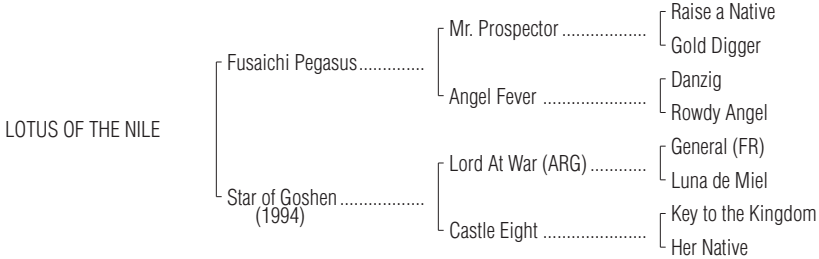 Raise a Native
Mr. Prospector ..................
Gold Digger
Fusaichi Pegasus..............
Danzig
Angel Fever ......................
Rowdy Angel
LOTUS OF THE NILE
General (FR)
Lord At War (ARG) ............
Luna de Miel
Star of Goshen ..................
(1994)
Key to the Kingdom
Castle Eight ......................
Her Native